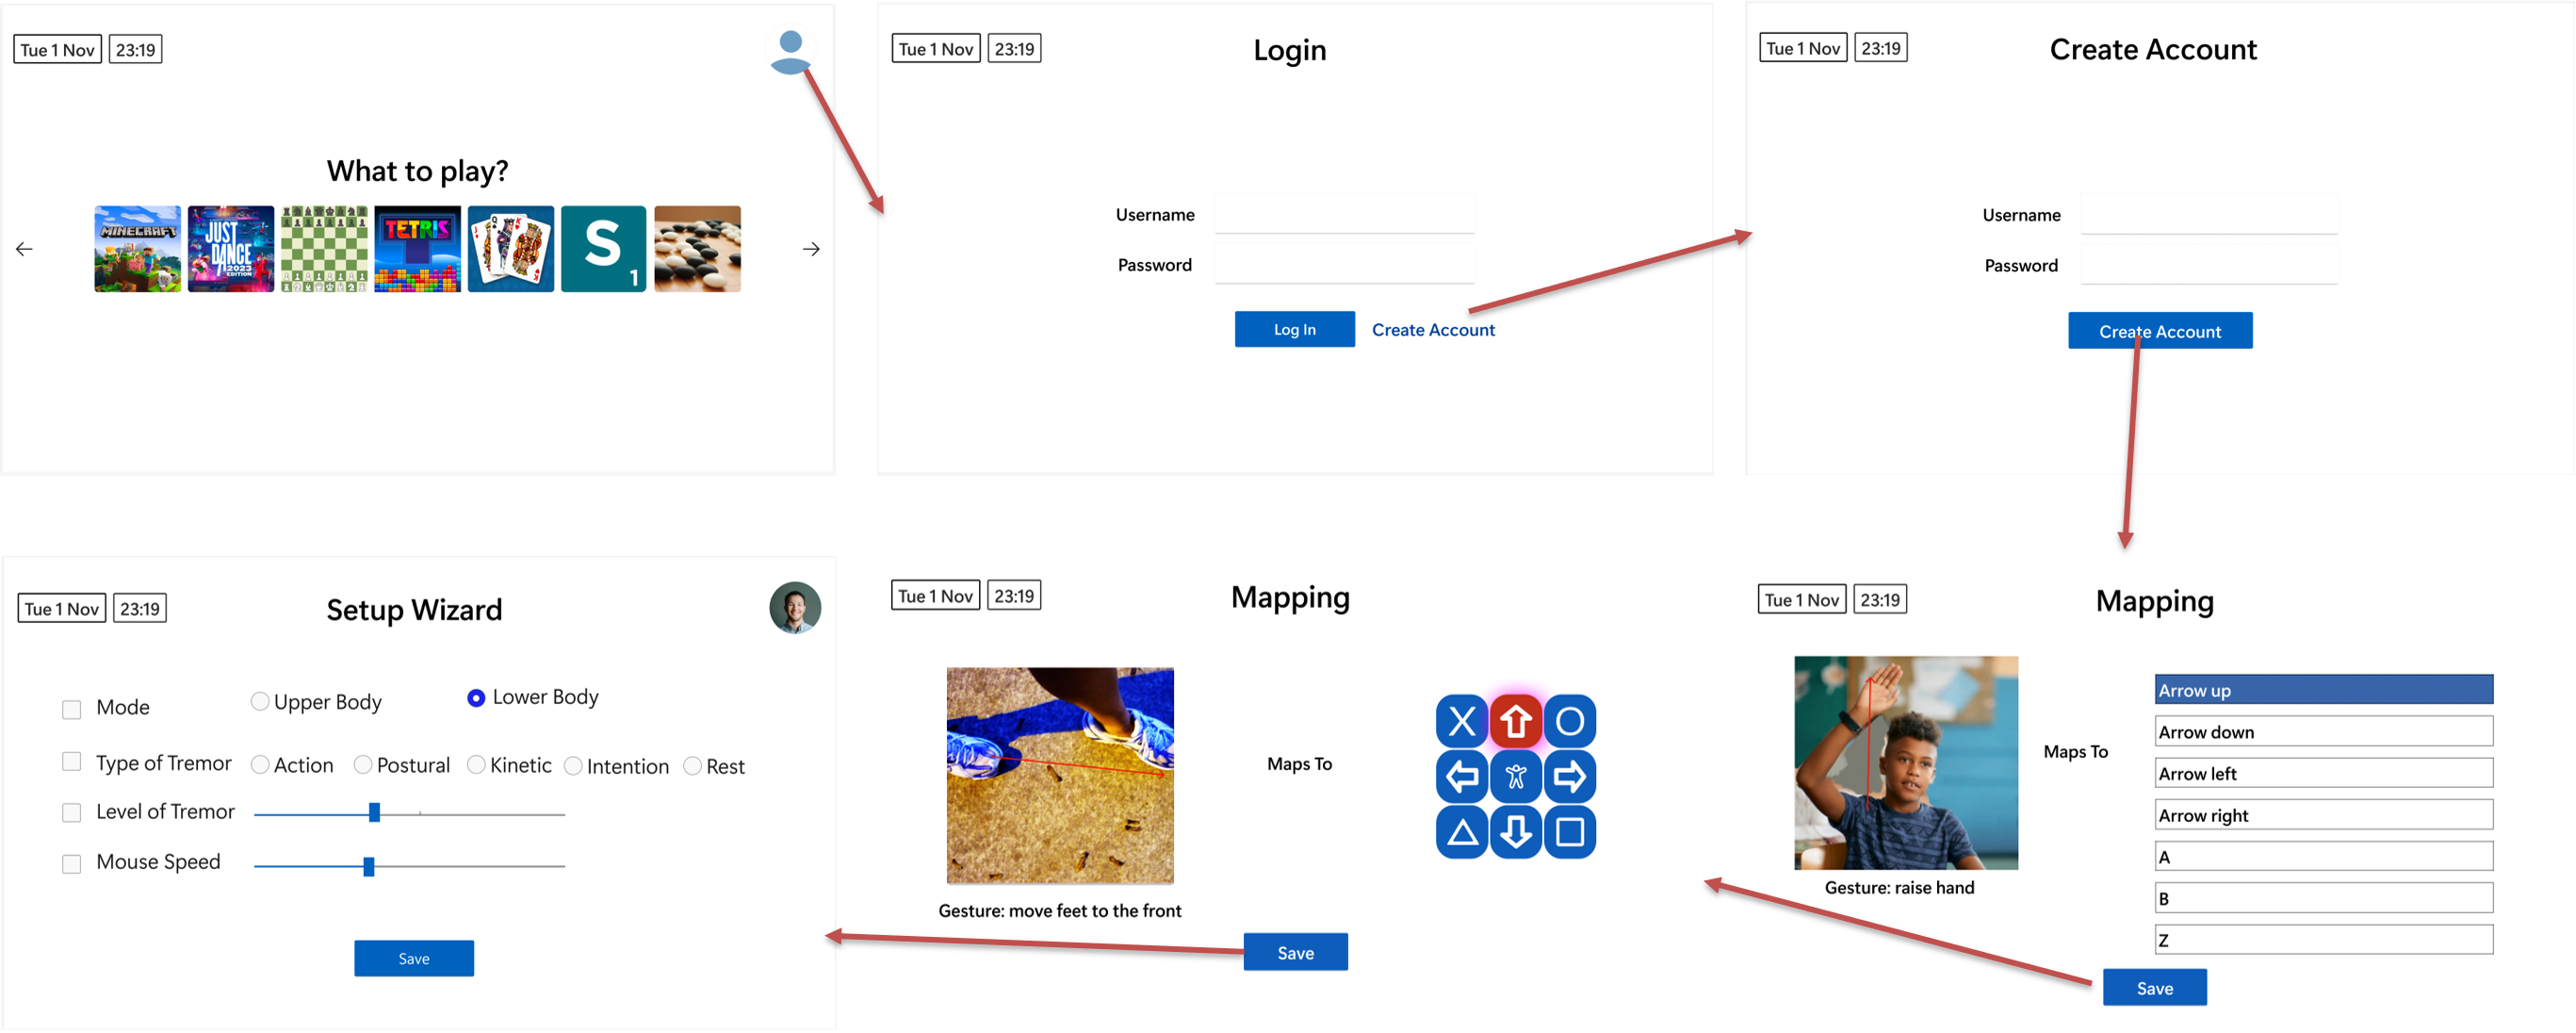 Tue 1 Nov 23:19
What to play?
MINECRAFT
JUST
DANCE
2023
EDITION
TETRIS
Q K
S
1
Tue 1 Nov 23:19
Login
Username
Password
Log In Create Account
Tue 1 Nov 23:19
Create Account
Username
Password
Create Account
Tue 1 Nov 23:19
Setup Wizard
Mode Upper Body Lower Body
Type of Tremor Action Postural Kinetic Intention Rest
Level of Tremor
Mouse Speed
Save
Tue 1 Nov 23:19
Mapping
Maps To
X O
Gesture: move feet to the front
Save
Tue 1 Nov 23:19
Mapping
Maps To
Gesture: raise hand
Arrow up
Arrow down
Arrow left
Arrow right
A
B
Z
Save